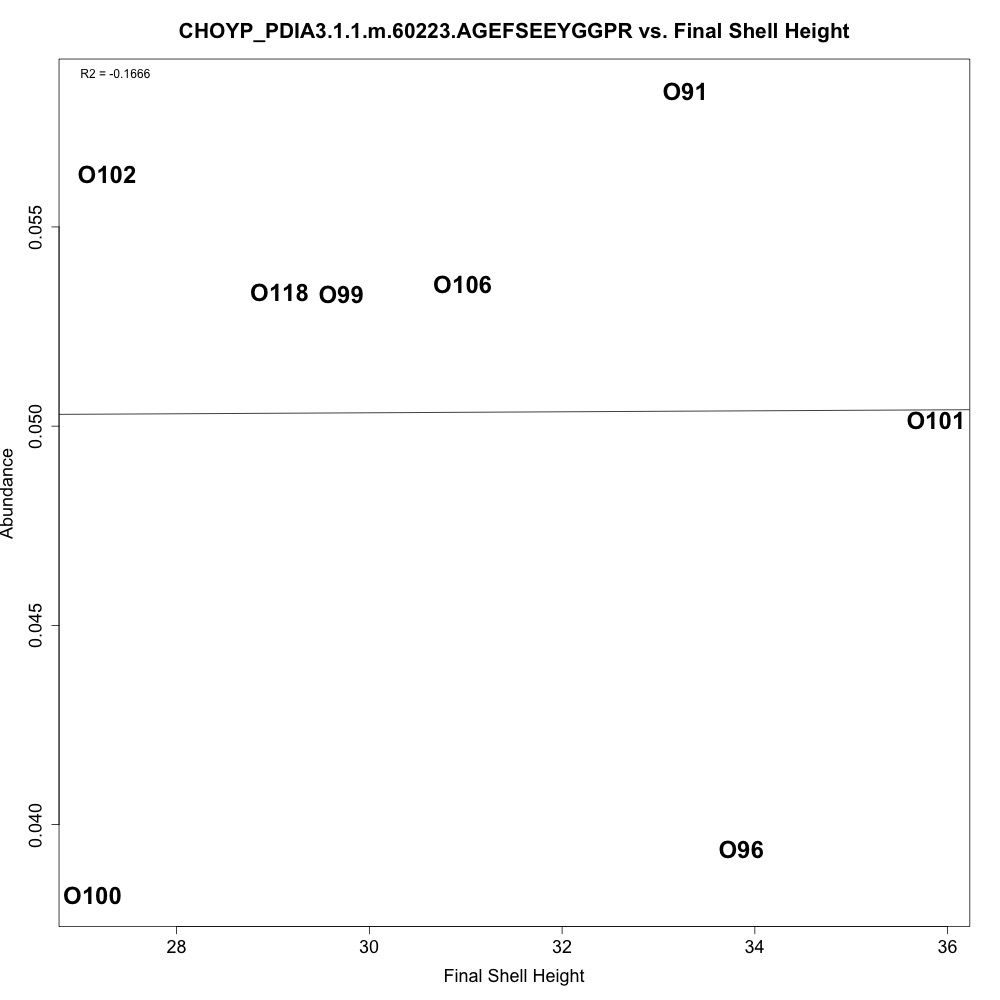 CHOYP_PDIA3.1.1.m.60223.AGEFSEEYGGPR vs. Final Shell Height
R2 = -0.1666
O91
O102
0.055
O106
O118
O99
0.050
O101
Abundance
0.045
0.040
O96
O100
28
30
32
34
36
Final Shell Height